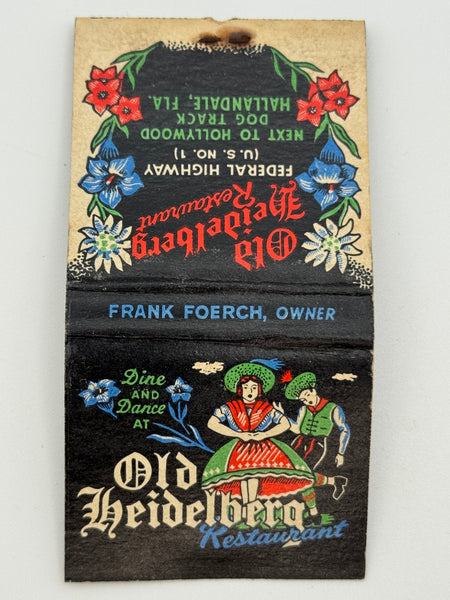 Old
Heidelberg
Restaurant
FEDERAL HIGHWAY
(U. S. NO. 1)
NEXT TO HOLLYWOOD
DOG TRACK
HALLANDALE, FLA.
FRANK FOERCH, OWNER
Dine
AND
Dance
AT
Old
Heidelberg
Restaurant